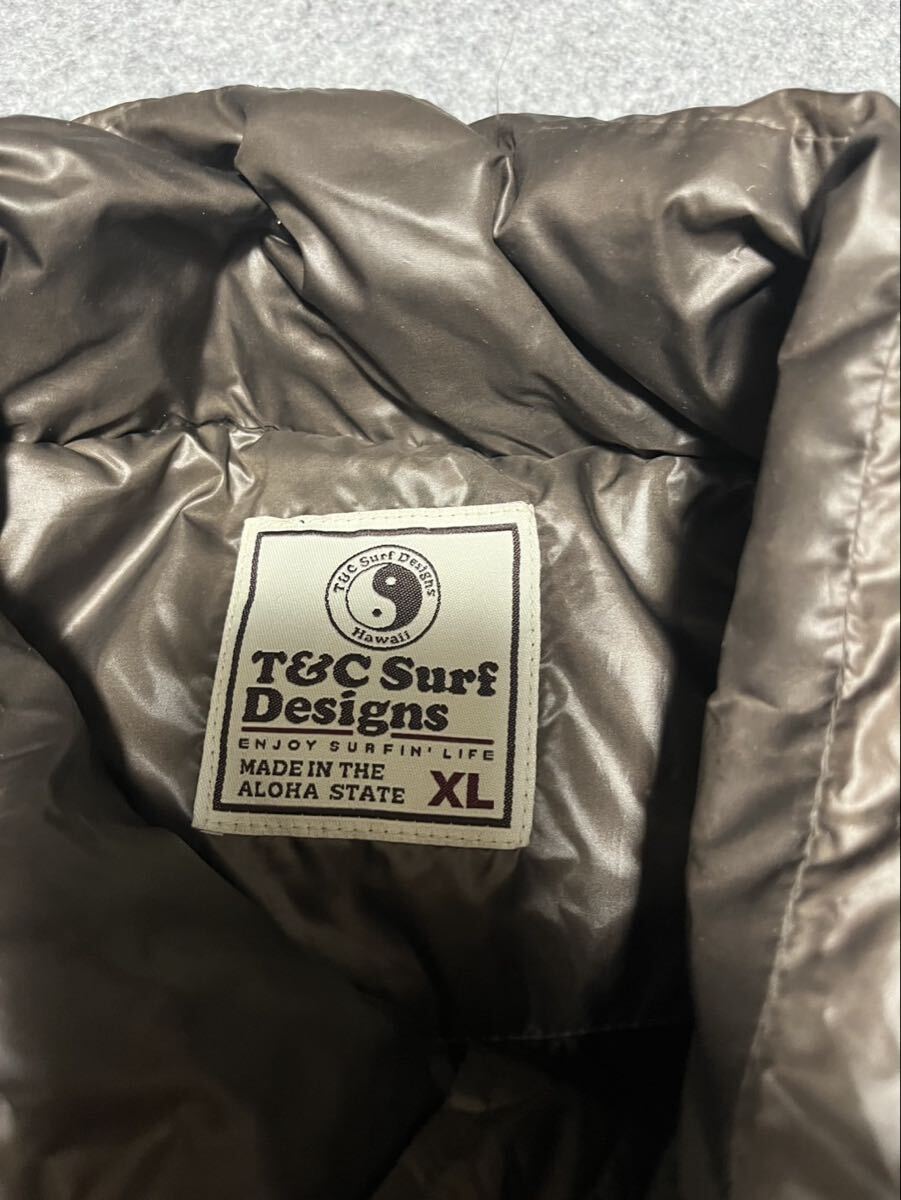 T&C Surf Designs
Hawaii
T&C Surf
Designs
ENJOY SURFIN' LIFE
MADE IN THE
ALOHA STATE XL